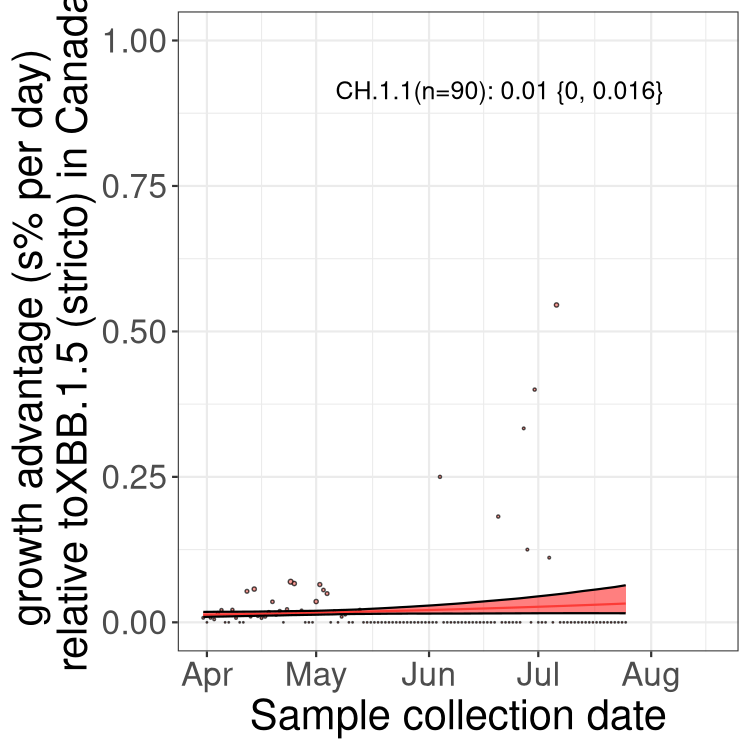 growth advantage (s% per day)
relative toXBB.1.5 (stricto) in Canada
1.00
0.75
0.50
0.25
0.00
CH.1.1(n=90): 0.01 {0, 0.016}
Apr May Jun Jul Aug
Sample collection date